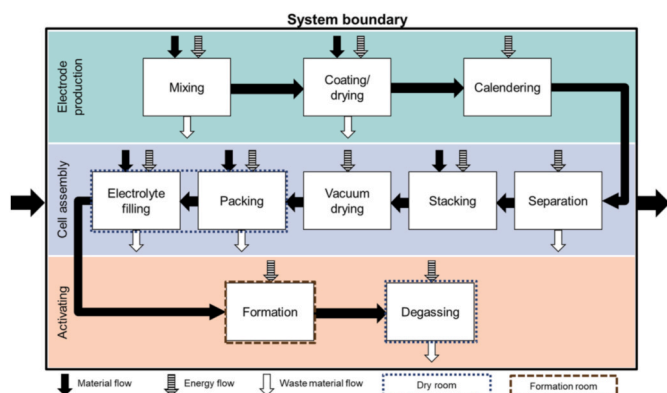 System boundary
Electrode
production
Mixing
Coating/
drying
Calendering
Cell assembly
Electrolyte
filling
Packing
Vacuum
drying
Stacking
Separation
Activating
Formation
Degassing
Material flow
Energy flow
Waste material flow
Dry room
Formation room